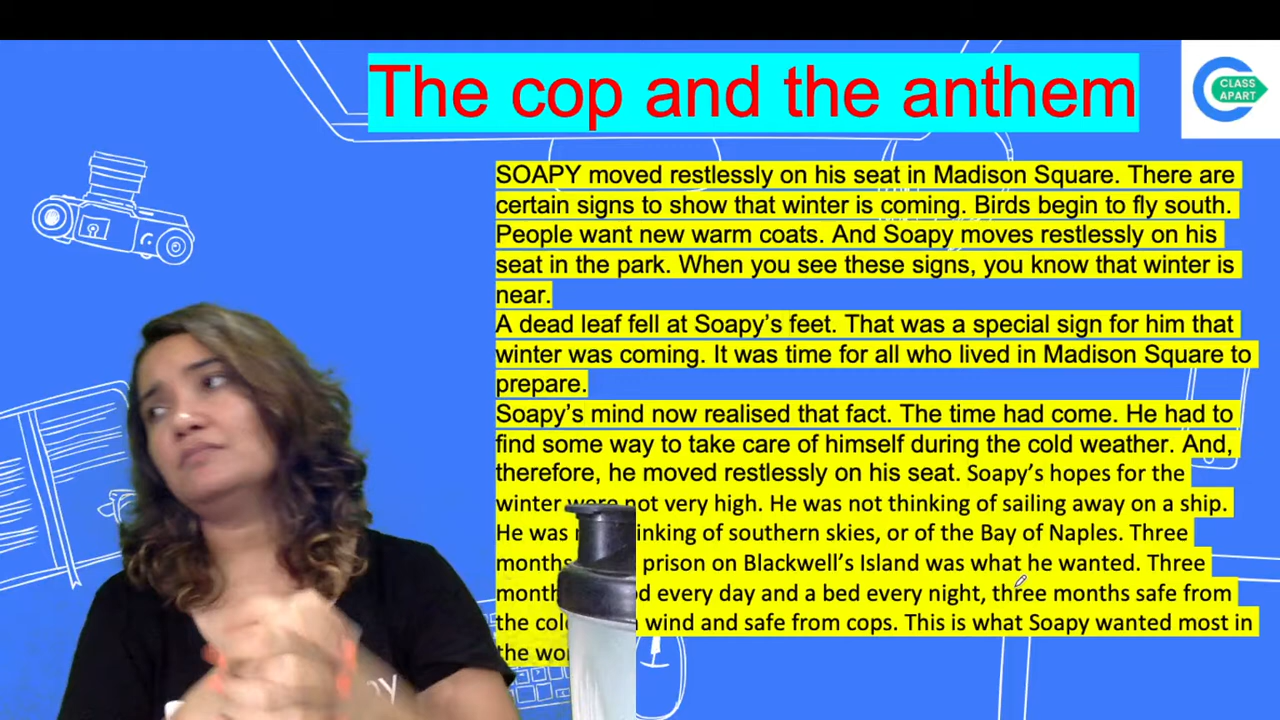 The cop and the anthem
CLASS
APART
SOAPY moved restlessly on his seat in Madison Square. There are
certain signs to show that winter is coming. Birds begin to fly south.
People want new warm coats. And Soapy moves restlessly on his
seat in the park. When you see these signs, you know that winter is
near.
A dead leaf fell at Soapy’s feet. That was a special sign for him that
winter was coming. It was time for all who lived in Madison Square to
prepare.
Soapy’s mind now realised that fact. The time had come. He had to
find some way to take care of himself during the cold weather. And,
therefore, he moved restlessly on his seat. Soapy’s hopes for the
winter were not very high. He was not thinking of sailing away on a ship.
He was of southern skies, or of the Bay of Naples. Three
months prison on Blackwell’s Island was what he wanted. Three
every day and a bed every night, three months safe from
the wind and safe from cops. This is what Soapy wanted most in
the